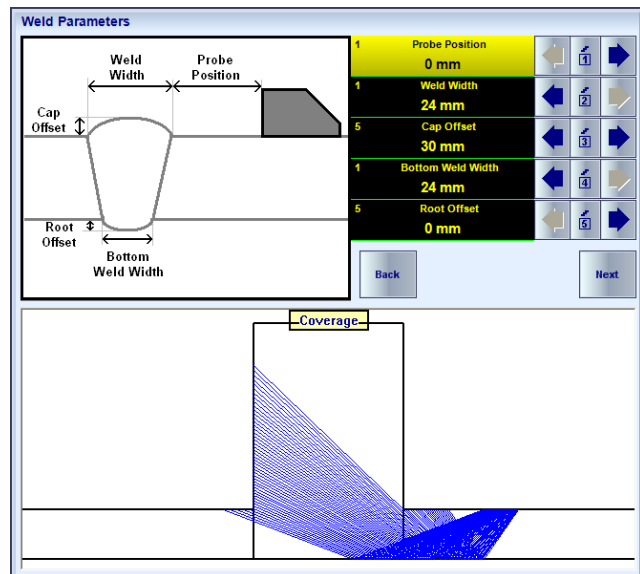 Weld Parameters
Weld
Width
Probe
Position
Cap
Offset
Root
Offset
Bottom
Weld Width
1 Probe Position
0 mm
1
1 Weld Width
24 mm
2
5 Cap Offset
30 mm
3
1 Bottom Weld Width
24 mm
4
5 Root Offset
0 mm
5
Back
Next
Coverage